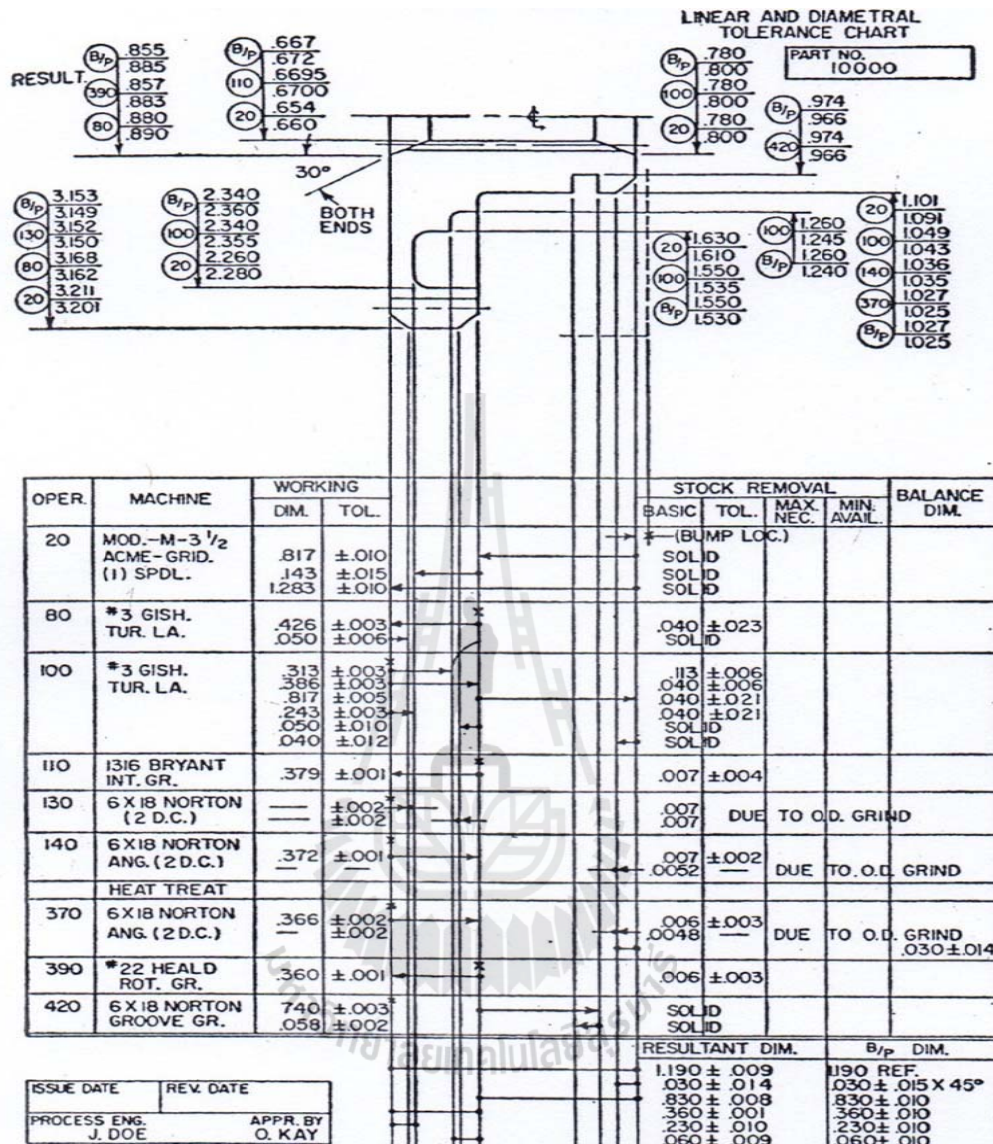 LINEAR AND DIAMETRAL
TOLERANCE CHART
PART NO.
10000
RESULT.
B/P .855
.885
390 .857
.883
80 .880
.890
B/P .667
.672
110 .6695
.6700
20 .654
.660
B/P .780
.800
100 .780
.800
20 .780
.800
B/P .974
.966
420 .974
.966
30°
BOTH
ENDS
B/P 3.153
3.149
130 3.152
3.150
80 3.168
3.162
20 3.211
3.201
B/P 2.340
2.360
100 2.340
2.355
20 2.260
2.280
20 1.630
1.610
100 1.550
1.535
B/P 1.550
1.530
100 1.260
1.245
B/P 1.260
1.240
20 1.101
1.091
100 1.049
1.043
140 1.036
1.035
370 1.027
1.025
B/P 1.027
1.025
OPER. MACHINE WORKING STOCK REMOVAL BALANCE
DIM. TOL. BASIC TOL. MAX. NEC. MIN. AVAIL. DIM.
20 MOD.-M-3 1/2 (BUMP LOC.)
ACME-GRID. .817 ±.010 SOLID
(1) SPDL. .143 ±.015 SOLID
1.283 ±.010 SOLID
80 #3 GISH. .426 ±.003 .040 ±.023
TUR. LA. .050 ±.006 SOLID
100 #3 GISH. .313 ±.003 .113 ±.006
TUR. LA. .386 ±.003 .040 ±.006
.817 ±.005 .040 ±.021
.243 ±.003 .040 ±.021
.050 ±.010 SOLID
.040 ±.012 SOLID
110 1316 BRYANT
INT. GR. .379 ±.001 .007 ±.004
130 6 X 18 NORTON — ±.002 .007
(2 D.C.) — ±.002 .007 DUE TO O.D. GRIND
140 6X18 NORTON .372 ±.001 .007 ±.002
ANG. (2 D.C.) — — .0052 — DUE TO O.D. GRIND
HEAT TREAT
370 6X18 NORTON .366 ±.002 .006 ±.003
ANG. (2 D.C.) — ±.002 .0048 — DUE TO O.D. GRIND
.030 ±.014
390 #22 HEALD .360 ±.001 .006 ±.003
ROT. GR.
420 6X18 NORTON .740 ±.003 SOLID
GROOVE GR. .058 ±.002 SOLID
RESULTANT DIM. B/P DIM.
1.190 ± .009 1.190 REF.
.030 ± .014 .030 ± .015 X 45°
.830 ± .008 .830 ± .010
.360 ± .001 .360 ± .010
.230 ± .010 .230 ± .010
.060 ± .009 .060
ISSUE DATE REV. DATE
PROCESS ENG. APPR. BY
J. DOE O. KAY